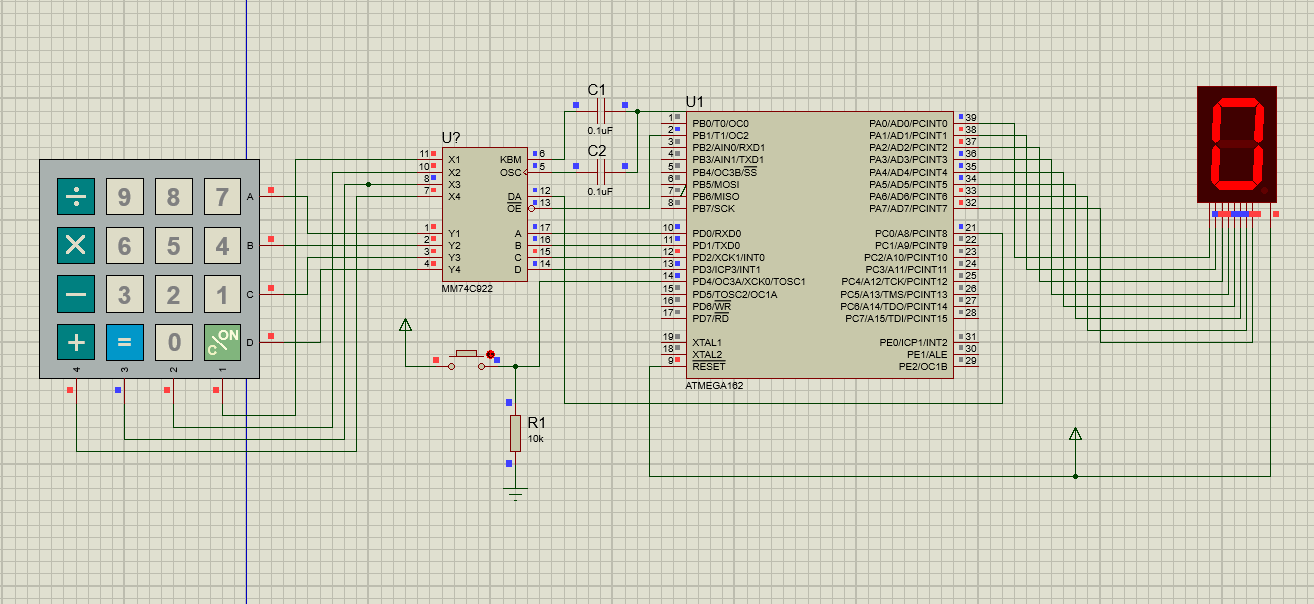 ÷ 9 8 7 A
× 6 5 4 B
− 3 2 1 C
+ = 0 ON C D
4 3 2 1
U?
11 X1 KBM 6
10 X2 OSC 5
8 X3
7 X4 DA 12
OE 13
1 Y1 A 17
2 Y2 B 16
3 Y3 C 15
4 Y4 D 14
MM74C922
C1
0.1uF
C2
0.1uF
R1
10k
U1
1 PB0/T0/OC0 PA0/AD0/PCINT0 39
2 PB1/T1/OC2 PA1/AD1/PCINT1 38
3 PB2/AIN0/RXD1 PA2/AD2/PCINT2 37
4 PB3/AIN1/TXD1 PA3/AD3/PCINT3 36
5 PB4/OC3B/SS PA4/AD4/PCINT4 35
6 PB5/MOSI PA5/AD5/PCINT5 34
7 PB6/MISO PA6/AD6/PCINT6 33
8 PB7/SCK PA7/AD7/PCINT7 32
10 PD0/RXD0 PC0/A8/PCINT8 21
11 PD1/TXD0 PC1/A9/PCINT9 22
12 PD2/XCK1/INT0 PC2/A10/PCINT10 23
13 PD3/ICP3/INT1 PC3/A11/PCINT11 24
14 PD4/OC3A/XCK0/TOSC1 PC4/A12/TCK/PCINT12 25
15 PD5/TOSC2/OC1A PC5/A13/TMS/PCINT13 26
16 PD6/WR PC6/A14/TDO/PCINT14 27
17 PD7/RD PC7/A15/TDI/PCINT15 28
19 XTAL1 PE0/ICP1/INT2 31
18 XTAL2 PE1/ALE 30
9 RESET PE2/OC1B 29
ATMEGA162
0